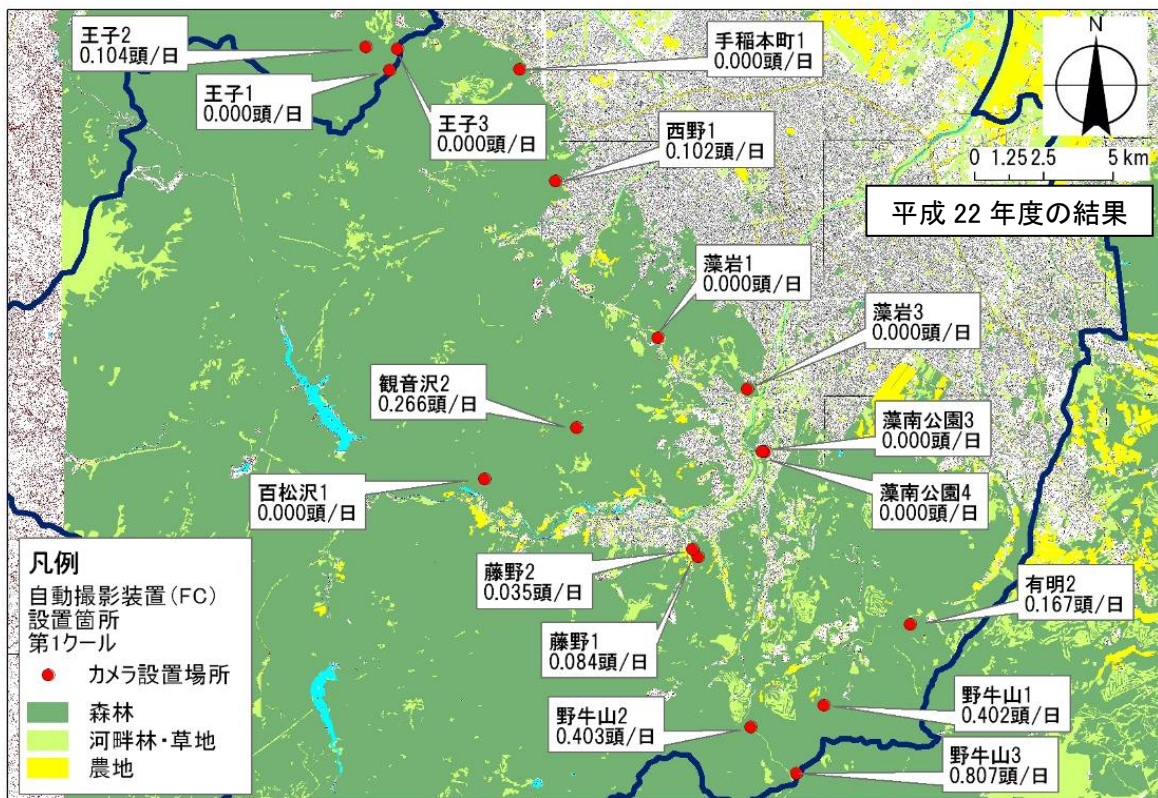 王子2
0.104頭/日
王子1
0.000頭/日
王子3
0.000頭/日
手稲本町1
0.000頭/日
西野1
0.102頭/日
N
0 1.25 2.5 5 km
平成 22 年度の結果
藻岩1
0.000頭/日
藻岩3
0.000頭/日
観音沢2
0.266頭/日
藻南公園3
0.000頭/日
百松沢1
0.000頭/日
藻南公園4
0.000頭/日
藤野2
0.035頭/日
有明2
0.167頭/日
藤野1
0.084頭/日
野牛山1
0.402頭/日
野牛山2
0.403頭/日
野牛山3
0.807頭/日
凡例
自動撮影装置(FC)
設置箇所
第1クール
カメラ設置場所
森林
河畔林・草地
農地